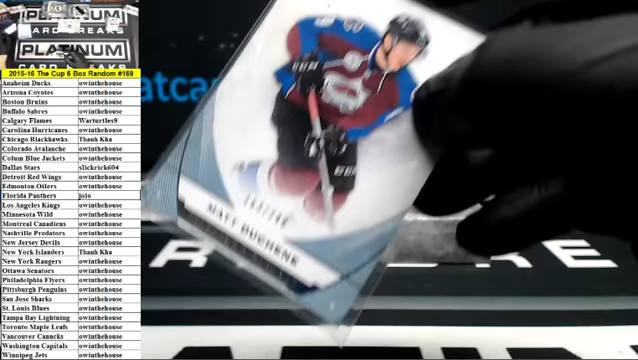 PLATINUM
CARD BREAKS
PLATINUM
2015-16 The Cup 6 Box Random #169
Anaheim Ducks owinthehouse
Arizona Coyotes owinthehouse
Boston Bruins owinthehouse
Buffalo Sabres owinthehouse
Calgary Flames Warturtles9
Carolina Hurricanes owinthehouse
Chicago Blackhawks Thanh Kha
Colorado Avalanche owinthehouse
Colum Blue Jackets owinthehouse
Dallas Stars slickrick604
Detroit Red Wings owinthehouse
Edmonton Oilers owinthehouse
Florida Panthers jolo
Los Angeles Kings owinthehouse
Minnesota Wild owinthehouse
Montreal Canadiens owinthehouse
Nashville Predators owinthehouse
New Jersey Devils owinthehouse
New York Islanders Thanh Kha
New York Rangers owinthehouse
Ottawa Senators owinthehouse
Philadelphia Flyers owinthehouse
Pittsburgh Penguins owinthehouse
San Jose Sharks owinthehouse
St. Louis Blues owinthehouse
Tampa Bay Lightning owinthehouse
Toronto Maple Leafs owinthehouse
Vancouver Canucks owinthehouse
Washington Capitals owinthehouse
Winnipeg Jets owinthehouse
atca
CCM
MATT DUCHENE